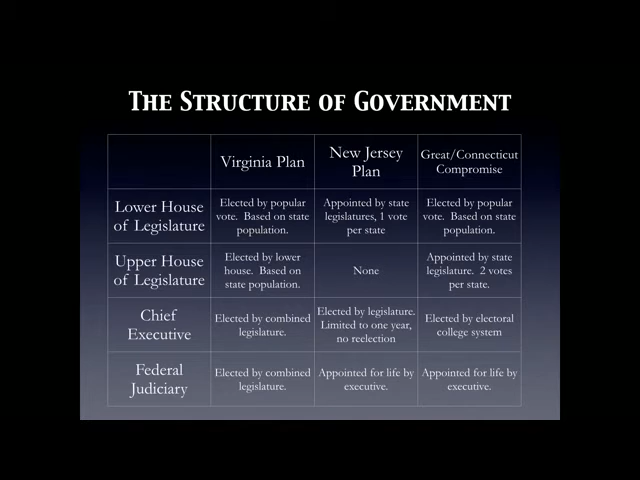 THE STRUCTURE OF GOVERNMENT
Virginia Plan
New Jersey
Plan
Great/Connecticut
Compromise
Lower House
of Legislature
Elected by popular
vote. Based on state
population.
Appointed by state
legislatures, 1 vote
per state
Elected by popular
vote. Based on state
population.
Upper House
of Legislature
Elected by lower
house. Based on
state population.
None
Appointed by state
legislature. 2 votes
per state.
Chief
Executive
Elected by combined
legislature.
Elected by legislature.
Limited to one year,
no reelection
Elected by electoral
college system
Federal
Judiciary
Elected by combined
legislature.
Appointed for life by
executive.
Appointed for life by
executive.